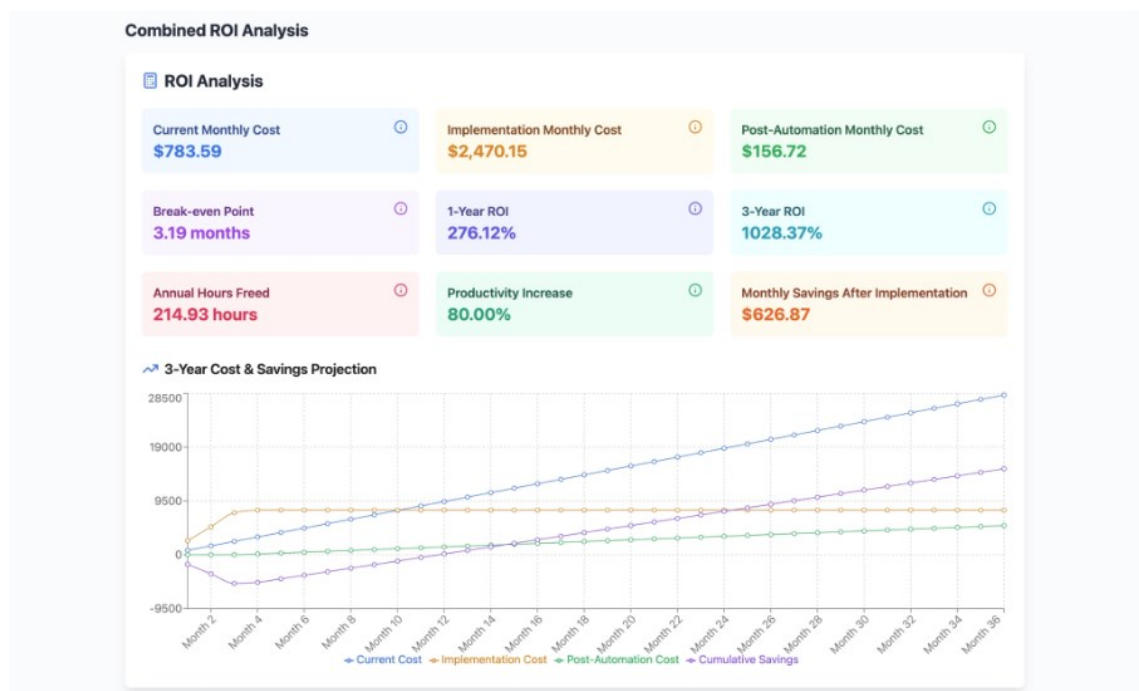 Combined ROI Analysis
ROI Analysis
Current Monthly Cost
$783.59
Implementation Monthly Cost
$2,470.15
Post-Automation Monthly Cost
$156.72
Break-even Point
3.19 months
1-Year ROI
276.12%
3-Year ROI
1028.37%
Annual Hours Freed
214.93 hours
Productivity Increase
80.00%
Monthly Savings After Implementation
$626.87
3-Year Cost & Savings Projection
28500
19000
9500
0
-9500
Month 2
Month 4
Month 6
Month 8
Month 10
Month 12
Month 14
Month 16
Month 18
Month 20
Month 22
Month 24
Month 26
Month 28
Month 30
Month 32
Month 34
Month 36
Current Cost
Implementation Cost
Post-Automation Cost
Cumulative Savings